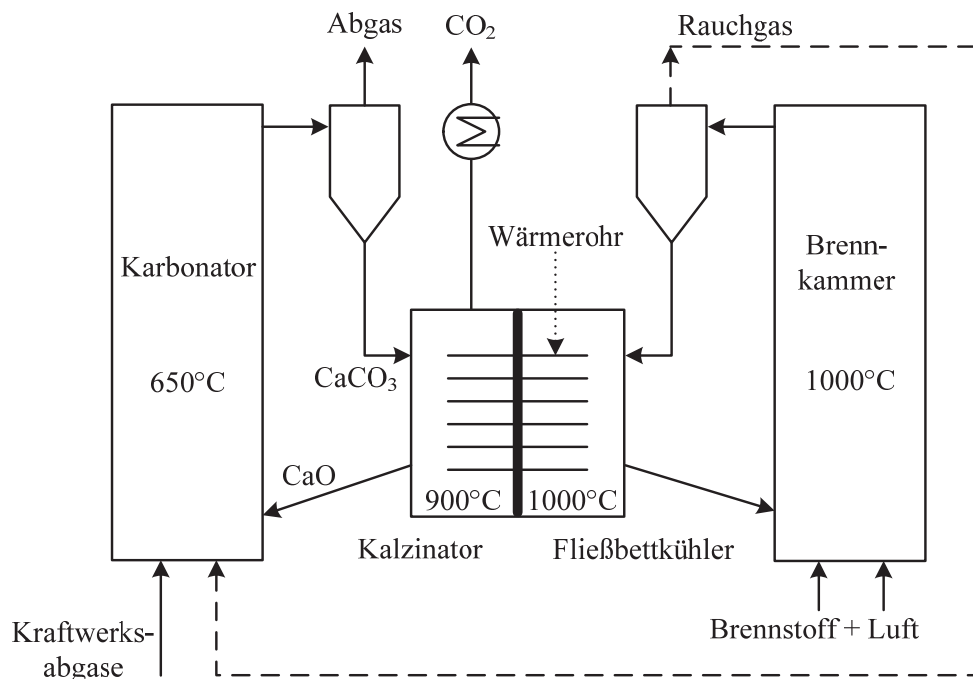 Abgas
CO₂
Rauchgas
Wärmerohr
Karbonator
Brenn-
kammer
650°C
CaCO₃
1000°C
CaO
900°C
1000°C
Kalzinator
Fließbettkühler
Kraftwerks-
abgase
Brennstoff + Luft